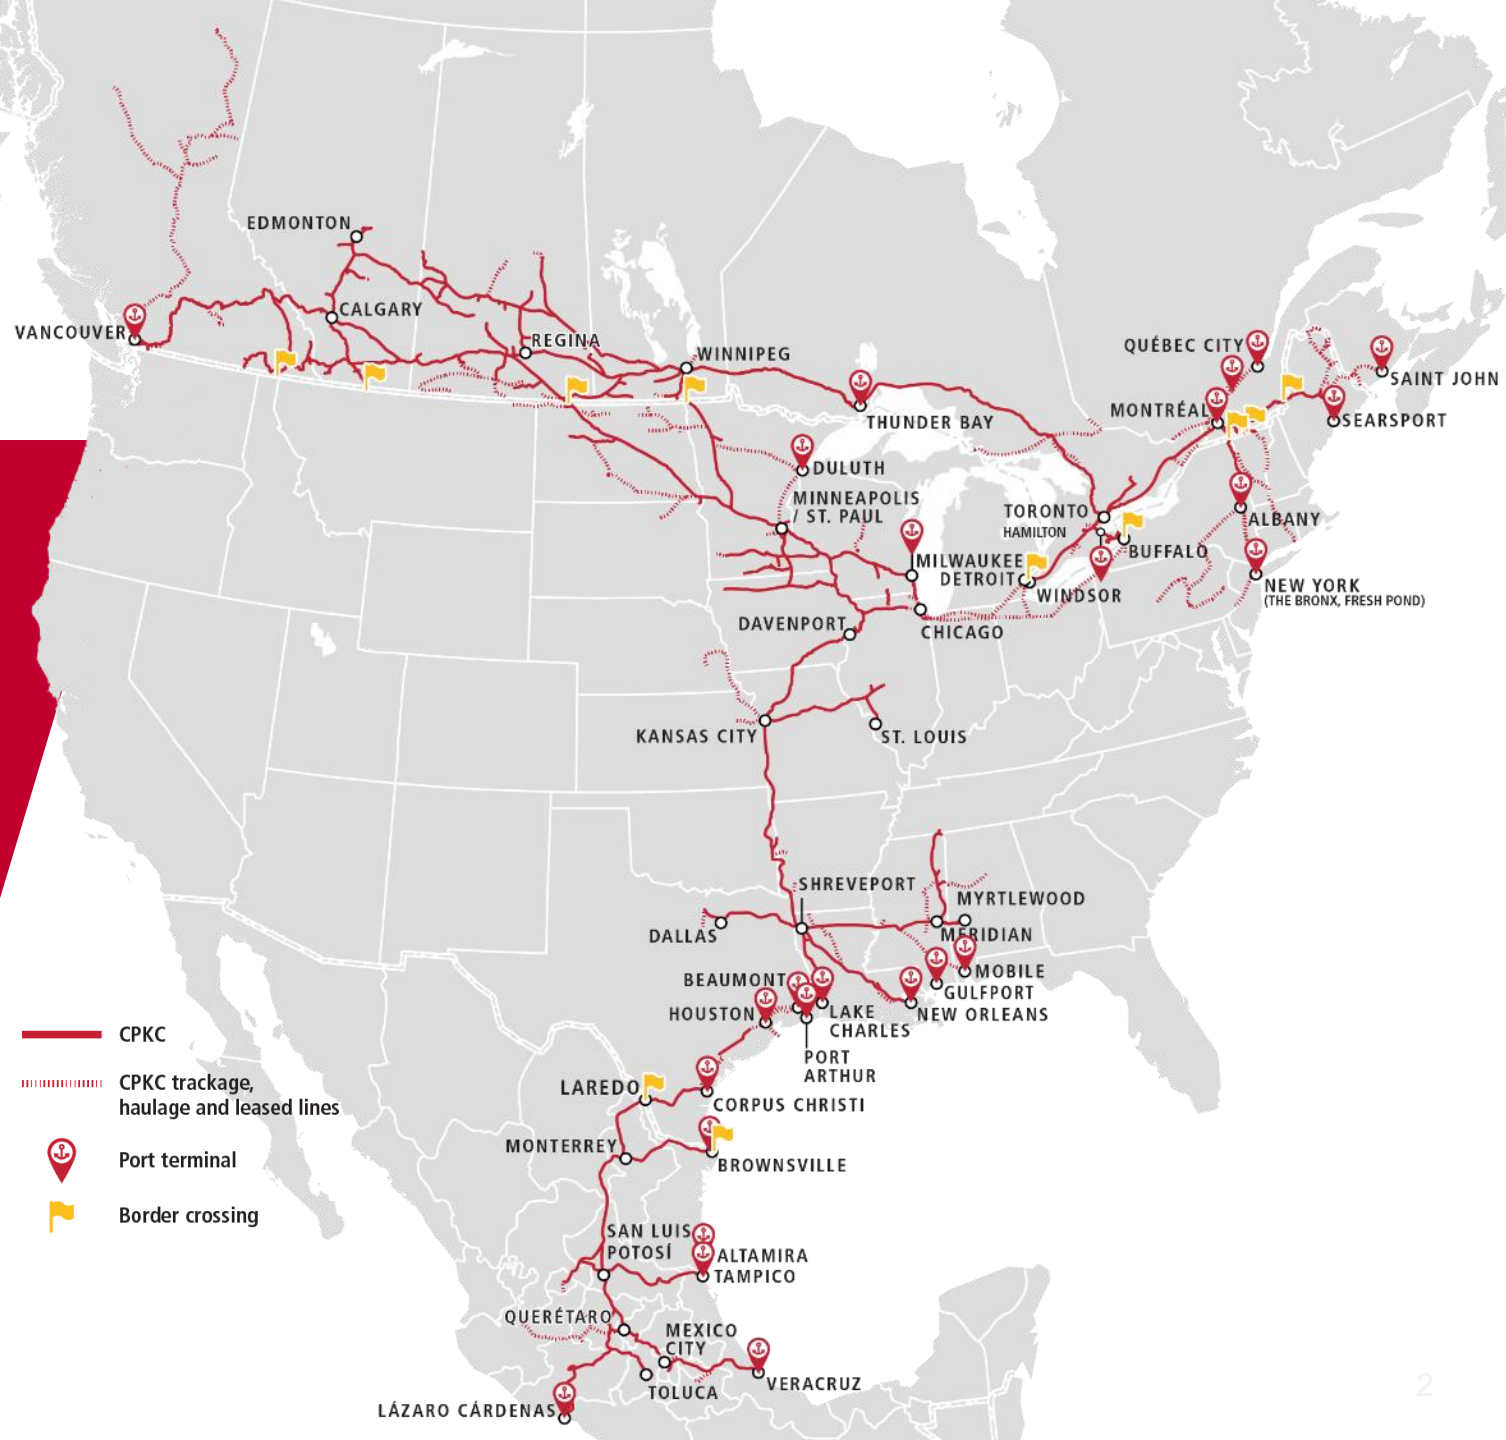 EDMONTON
CALGARY
VANCOUVER
REGINA
WINNIPEG
QUÉBEC CITY
SAINT JOHN
MONTRÉAL
SEARSPORT
THUNDER BAY
DULUTH
MINNEAPOLIS
/ ST. PAUL
TORONTO
HAMILTON
ALBANY
BUFFALO
MILWAUKEE
DETROIT
WINDSOR
NEW YORK
(THE BRONX, FRESH POND)
DAVENPORT
CHICAGO
KANSAS CITY
ST. LOUIS
SHREVEPORT
MYRTLEWOOD
DALLAS
MERIDIAN
BEAUMONT
MOBILE
GULFPORT
HOUSTON
LAKE
CHARLES
NEW ORLEANS
PORT
ARTHUR
CPKC
CPKC trackage,
haulage and leased lines
Port terminal
Border crossing
LAREDO
CORPUS CHRISTI
MONTERREY
BROWNSVILLE
SAN LUIS
POTOSÍ
ALTAMIRA
TAMPICO
QUERÉTARO
MEXICO
CITY
TOLUCA
VERACRUZ
LÁZARO CÁRDENAS
2